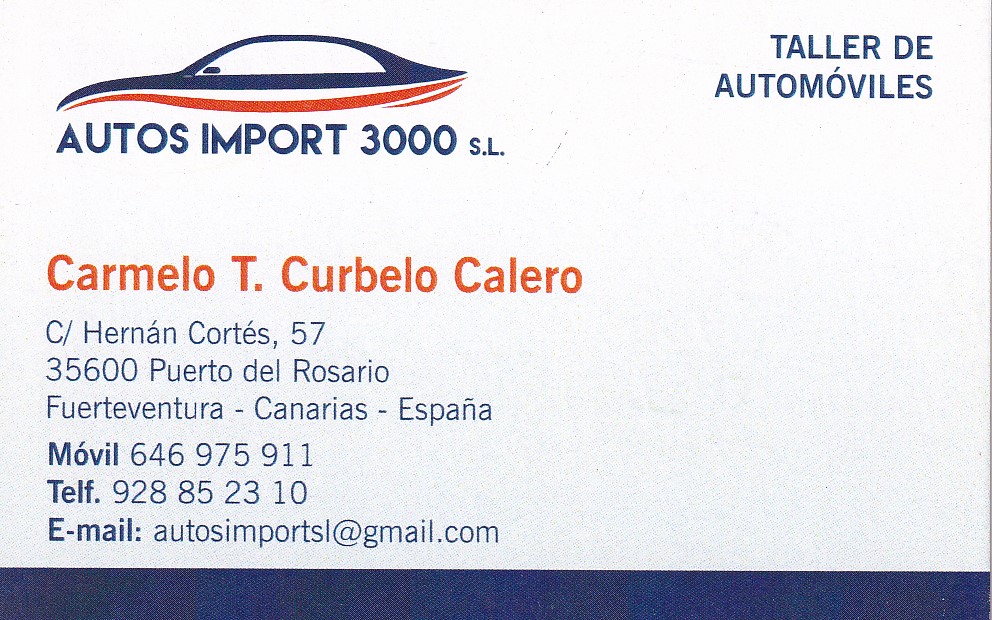 AUTOS IMPORT 3000 S.L.
TALLER DE
AUTOMÓVILES
Carmelo T. Curbelo Calero
C/ Hernán Cortés, 57
35600 Puerto del Rosario
Fuerteventura - Canarias - España
Móvil 646 975 911
Telf. 928 85 23 10
E-mail: autosimportsl@gmail.com